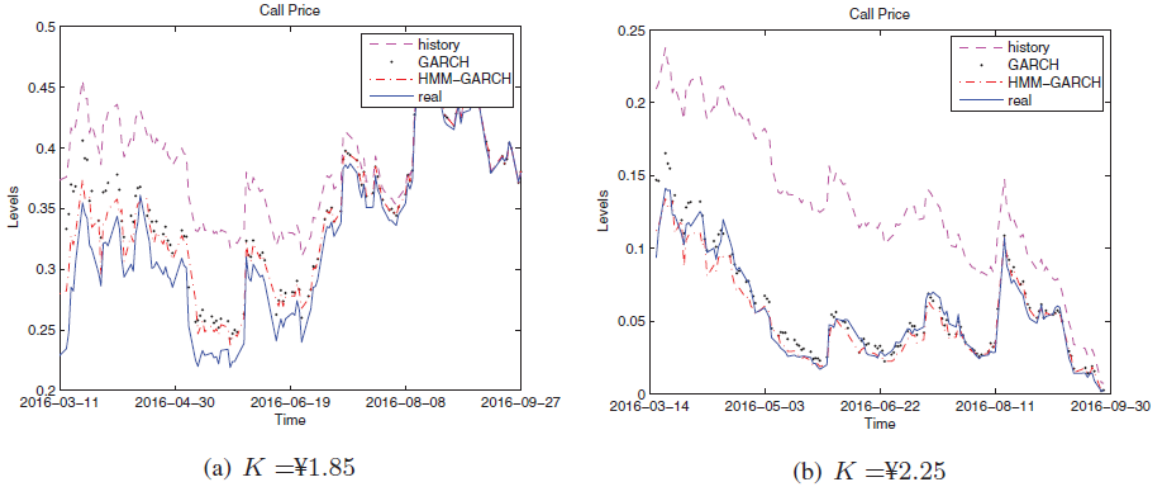 Call Price
0.5
0.45
0.4
0.35
0.3
0.25
0.2
Levels
history
GARCH
HMM-GARCH
real
2016-03-11 2016-04-30 2016-06-19 2016-08-08 2016-09-27
Time
(a) K =¥1.85
Call Price
0.25
0.2
0.15
0.1
0.05
0
Levels
history
GARCH
HMM-GARCH
real
2016-03-14 2016-05-03 2016-06-22 2016-08-11 2016-09-30
Time
(b) K =¥2.25